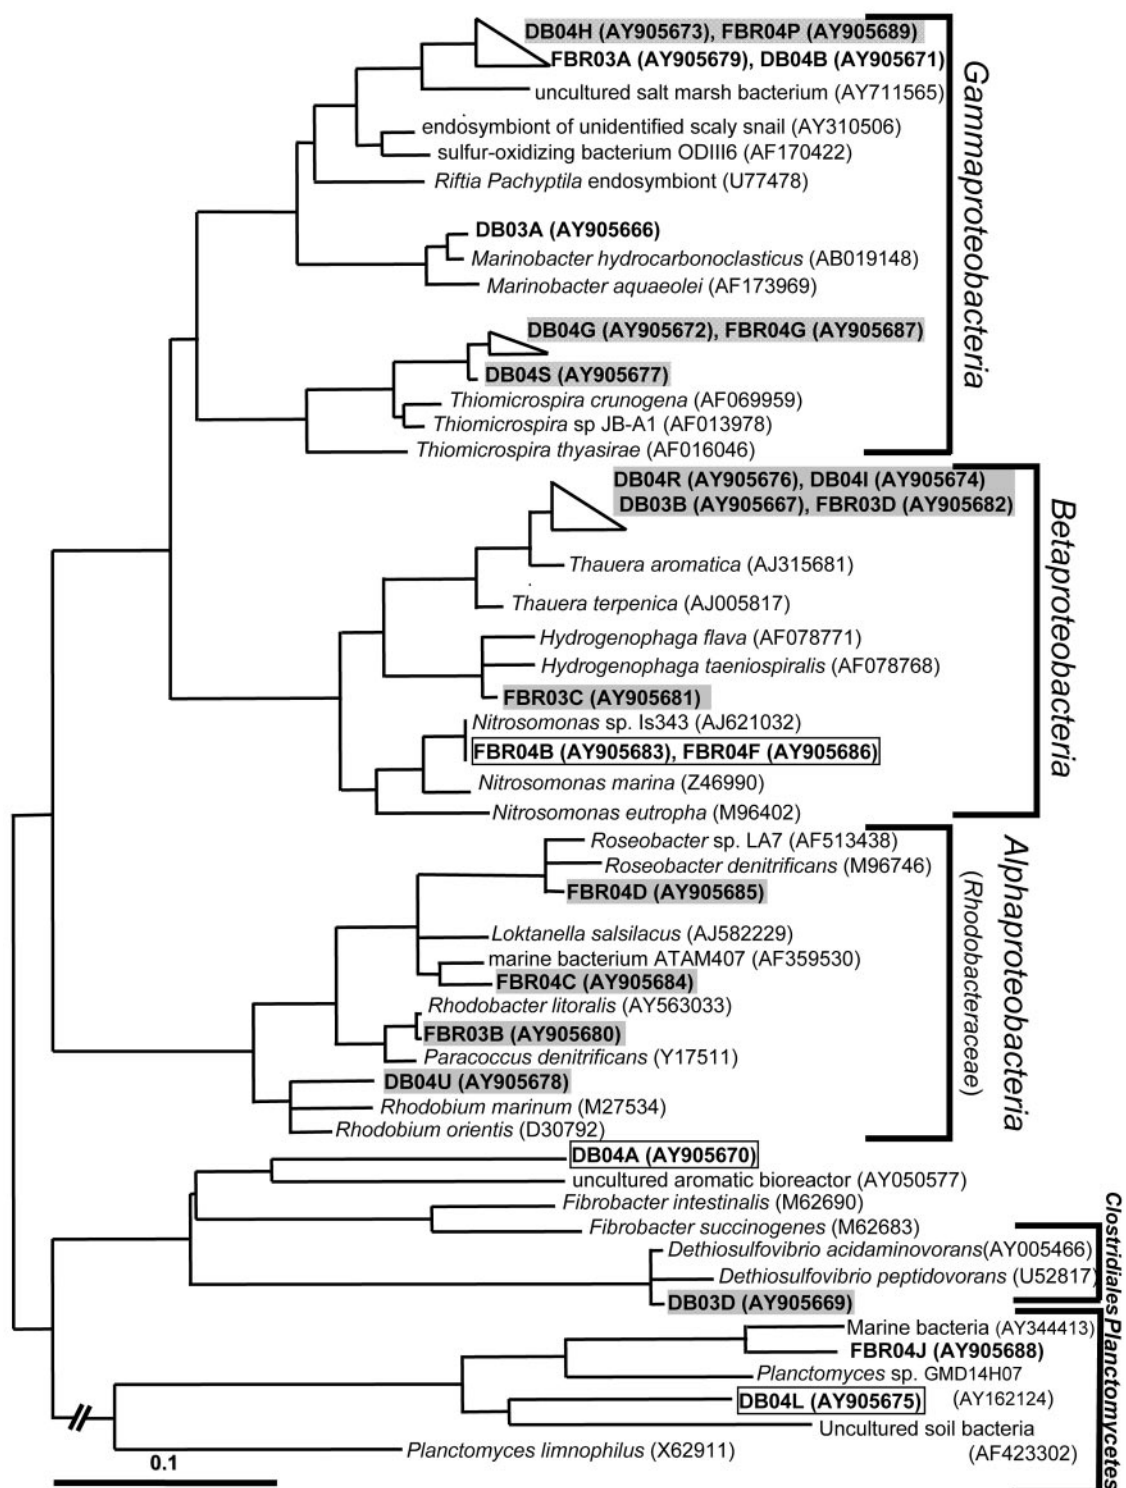 DB04H (AY905673), FBR04P (AY905689)
FBR03A (AY905679), DB04B (AY905671)
uncultured salt marsh bacterium (AY711565)
endosymbiont of unidentified scaly snail (AY310506)
sulfur-oxidizing bacterium ODIII6 (AF170422)
Riftia Pachyptila endosymbiont (U77478)
DB03A (AY905666)
Marinobacter hydrocarbonoclasticus (AB019148)
Marinobacter aquaeolei (AF173969)
DB04G (AY905672), FBR04G (AY905687)
DB04S (AY905677)
Thiomicrospira crunogena (AF069959)
Thiomicrospira sp JB-A1 (AF013978)
Thiomicrospira thyasirae (AF016046)
Gammaproteobacteria
DB04R (AY905676), DB04I (AY905674)
DB03B (AY905667), FBR03D (AY905682)
Thauera aromatica (AJ315681)
Thauera terpenica (AJ005817)
Hydrogenophaga flava (AF078771)
Hydrogenophaga taeniospiralis (AF078768)
FBR03C (AY905681)
Nitrosomonas sp. Is343 (AJ621032)
FBR04B (AY905683), FBR04F (AY905686)
Nitrosomonas marina (Z46990)
Nitrosomonas eutropha (M96402)
Betaproteobacteria
Roseobacter sp. LA7 (AF513438)
Roseobacter denitrificans (M96746)
FBR04D (AY905685)
Loktanella salsilacus (AJ582229)
marine bacterium ATAM407 (AF359530)
FBR04C (AY905684)
Rhodobacter litoralis (AY563033)
FBR03B (AY905680)
Paracoccus denitrificans (Y17511)
DB04U (AY905678)
Rhodobium marinum (M27534)
Rhodobium orientis (D30792)
Alphaproteobacteria
(Rhodobacteraceae)
DB04A (AY905670)
uncultured aromatic bioreactor (AY050577)
Fibrobacter intestinalis (M62690)
Fibrobacter succinogenes (M62683)
Dethiosulfovibrio acidaminovorans(AY005466)
Dethiosulfovibrio peptidovorans (U52817)
DB03D (AY905669)
Clostridiales
Marine bacteria (AY344413)
FBR04J (AY905688)
Planctomyces sp. GMD14H07
(AY162124)
DB04L (AY905675)
Uncultured soil bacteria
(AF423302)
Planctomyces limnophilus (X62911)
Planctomycetes
0.1